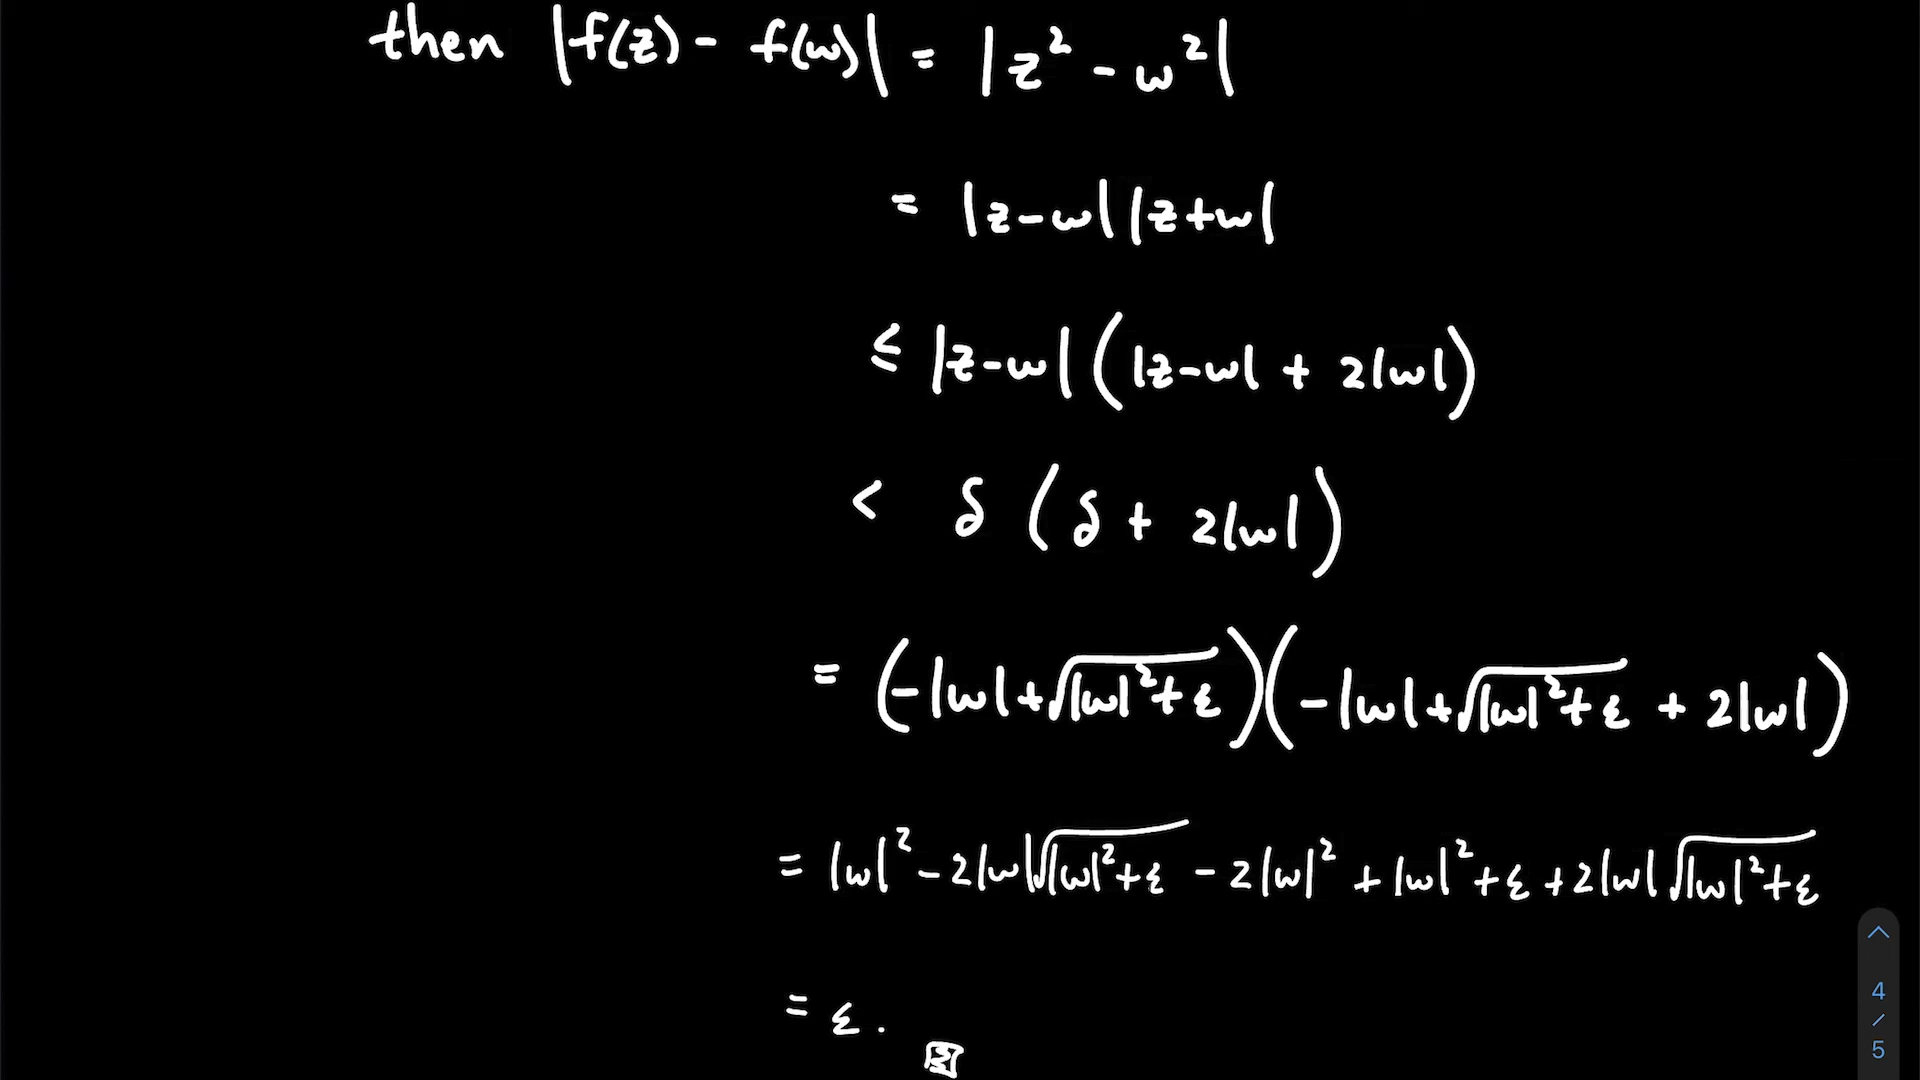 then |f(z) - f(w)| = |z² - w²|
= |z-w| |z+w|
≤ |z-w| (|z-w| + 2|w|)
< δ (δ + 2|w|)
= (-|w|+√(|w|²+ε))(-|w|+√(|w|²+ε) + 2|w|)
= |w|² - 2|w|√(|w|²+ε) - 2|w|² + |w|² + ε + 2|w|√(|w|²+ε)
= ε.
4
/
5